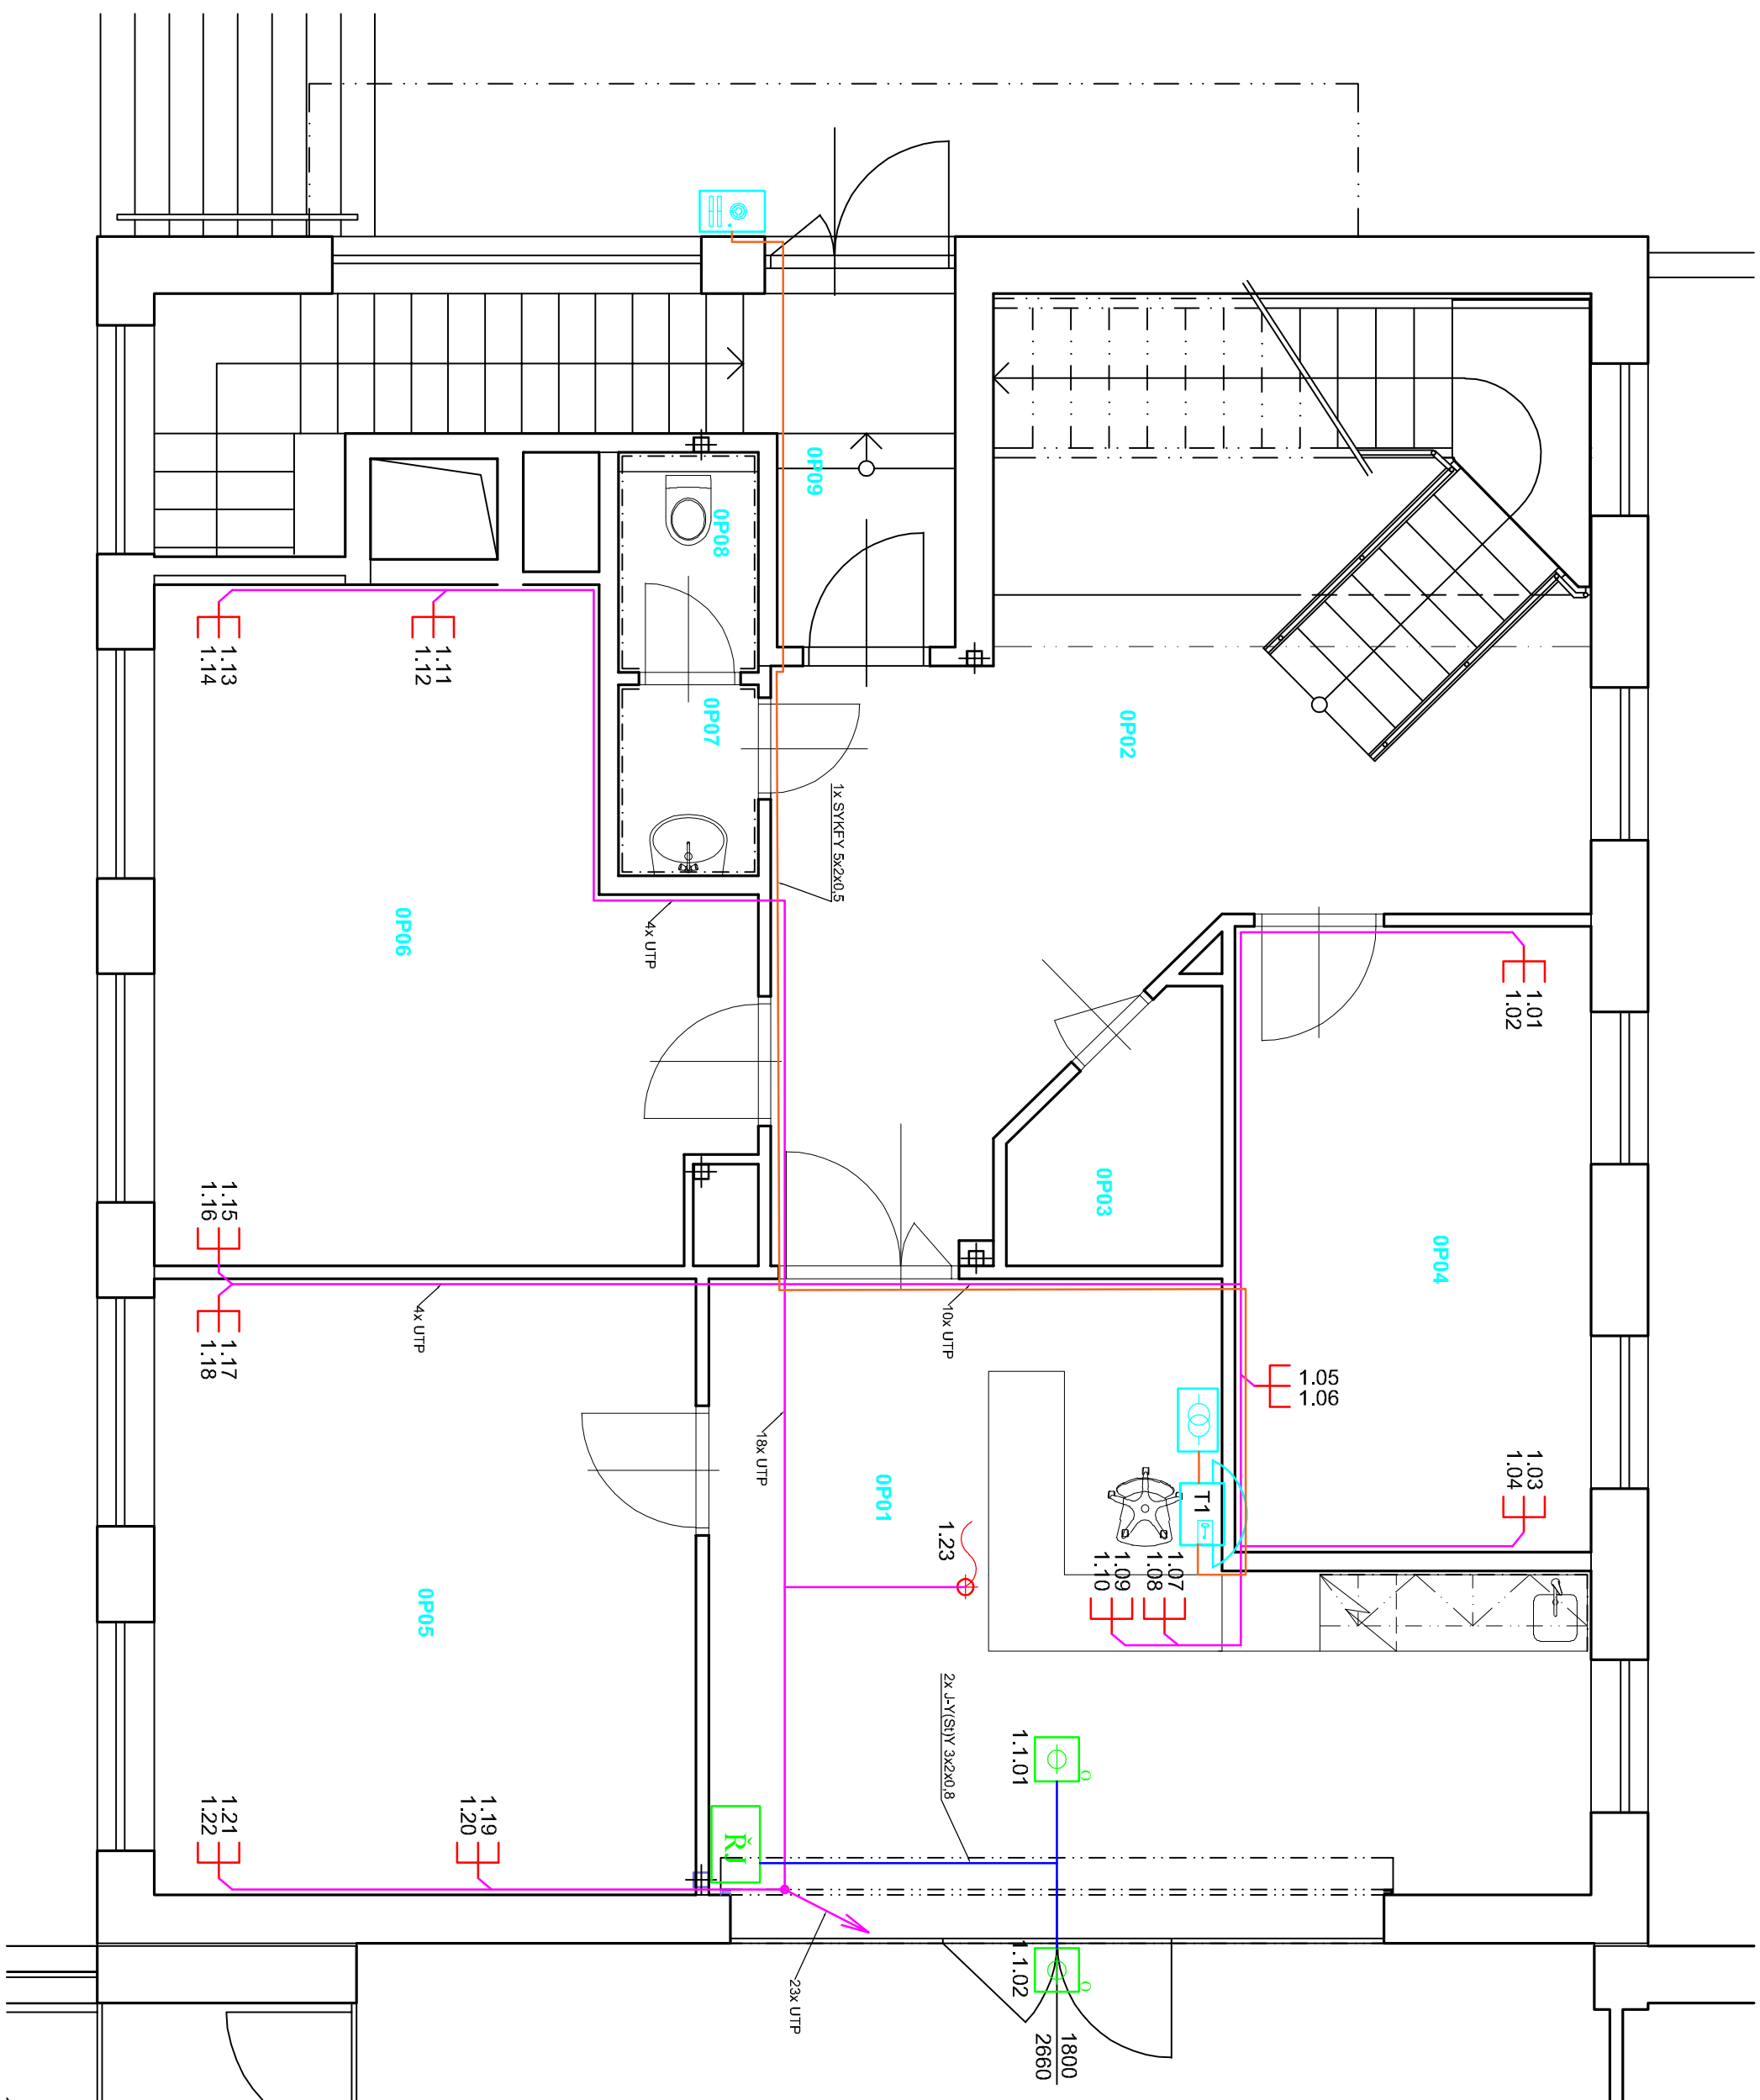 0P09
0P08
0P07
0P02
1.13
1.14
1.11
1.12
1x SYKFY 5x2x0,5
4x UTP
0P06
1.01
1.02
0P03
0P04
1.15
1.16
1.17
1.18
4x UTP
10x UTP
1.05
1.06
18x UTP
0P01
T1
1.03
1.04
1.23
1.07
1.08
1.09
1.10
0P05
2x J-Y(St)Y 3x2x0,8
1.1.01
1.21
1.22
1.19
1.20
ŘJ
1.1.02
23x UTP
1800
2660